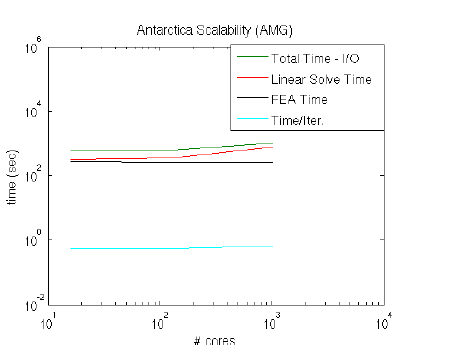 Antarctica Scalability (AMG)
10^6
10^4
10^2
10^0
10^-2
time (sec)
Total Time - I/O
Linear Solve Time
FEA Time
Time/Iter.
10^1
10^2
10^3
10^4
# cores